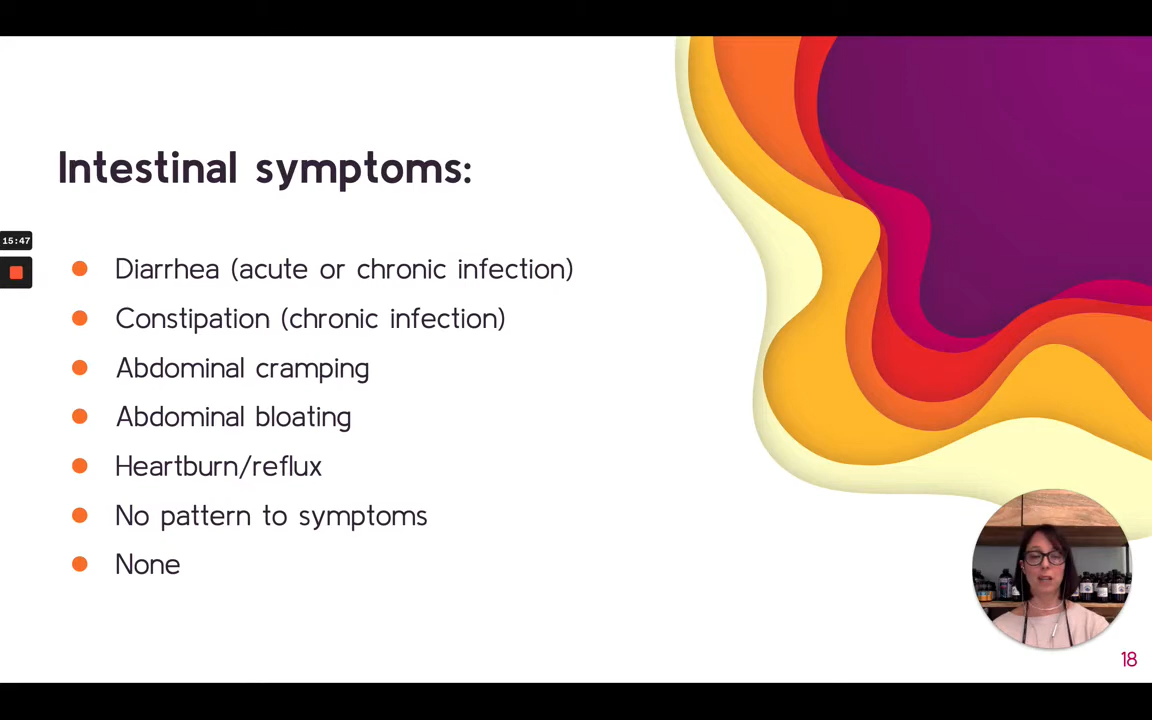 Intestinal symptoms:
15:47
Diarrhea (acute or chronic infection)
Constipation (chronic infection)
Abdominal cramping
Abdominal bloating
Heartburn/reflux
No pattern to symptoms
None
18